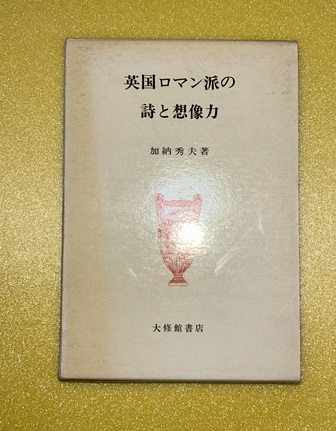 英国ロマン派の
詩と想像力
加納秀夫著
大修館書店